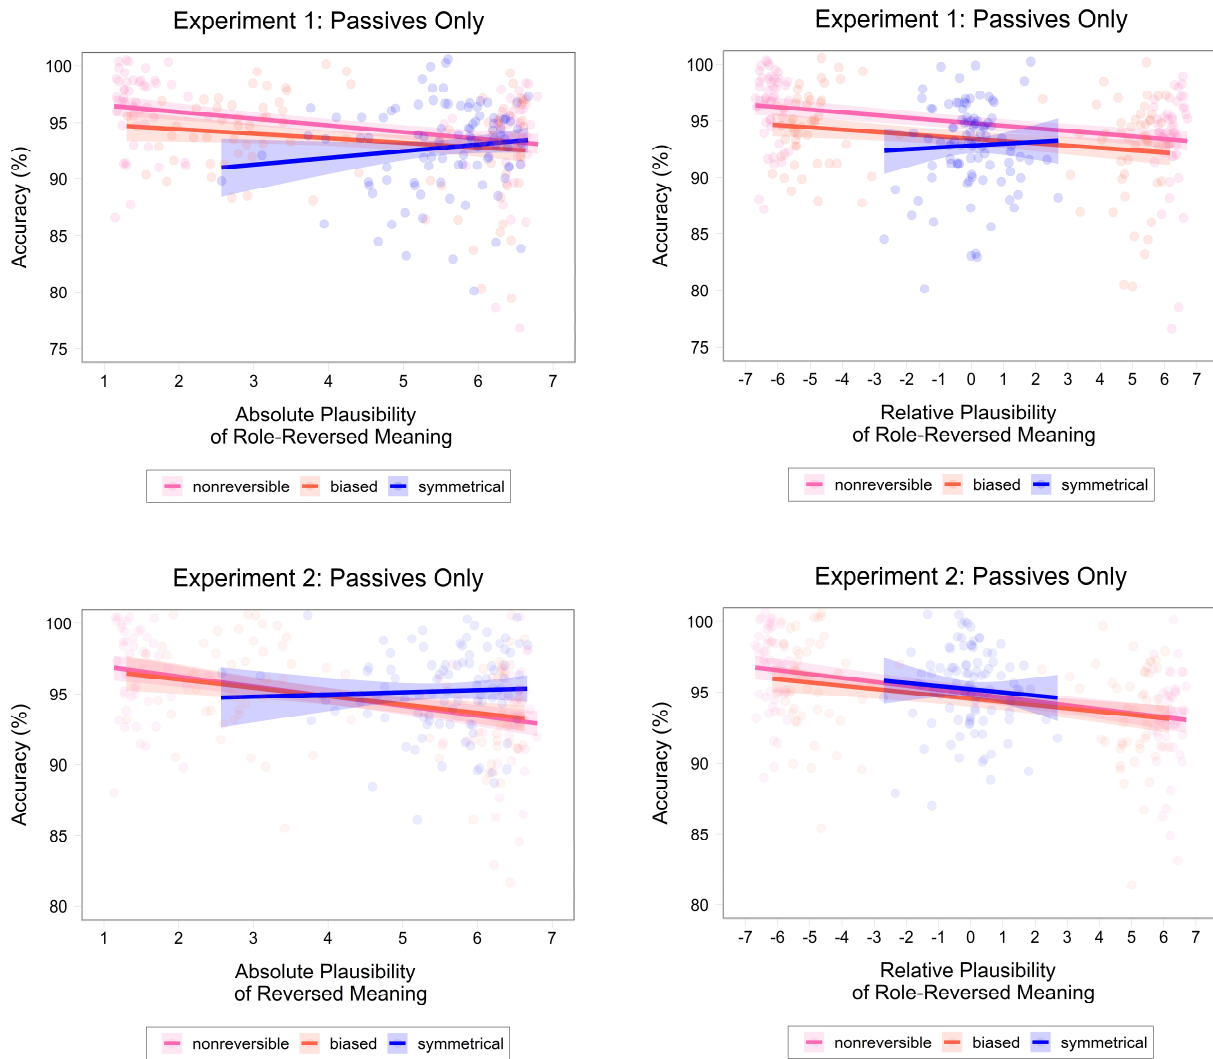 Experiment 1: Passives Only
Accuracy (%)
100
95
90
85
80
75
1 2 3 4 5 6 7
Absolute Plausibility
of Role-Reversed Meaning
nonreversible biased symmetrical
Experiment 1: Passives Only
Accuracy (%)
100
95
90
85
80
75
-7 -6 -5 -4 -3 -2 -1 0 1 2 3 4 5 6 7
Relative Plausibility
of Role-Reversed Meaning
nonreversible biased symmetrical
Experiment 2: Passives Only
Accuracy (%)
100
95
90
85
80
1 2 3 4 5 6 7
Absolute Plausibility
of Reversed Meaning
nonreversible biased symmetrical
Experiment 2: Passives Only
Accuracy (%)
100
95
90
85
80
-7 -6 -5 -4 -3 -2 -1 0 1 2 3 4 5 6 7
Relative Plausibility
of Role-Reversed Meaning
nonreversible biased symmetrical